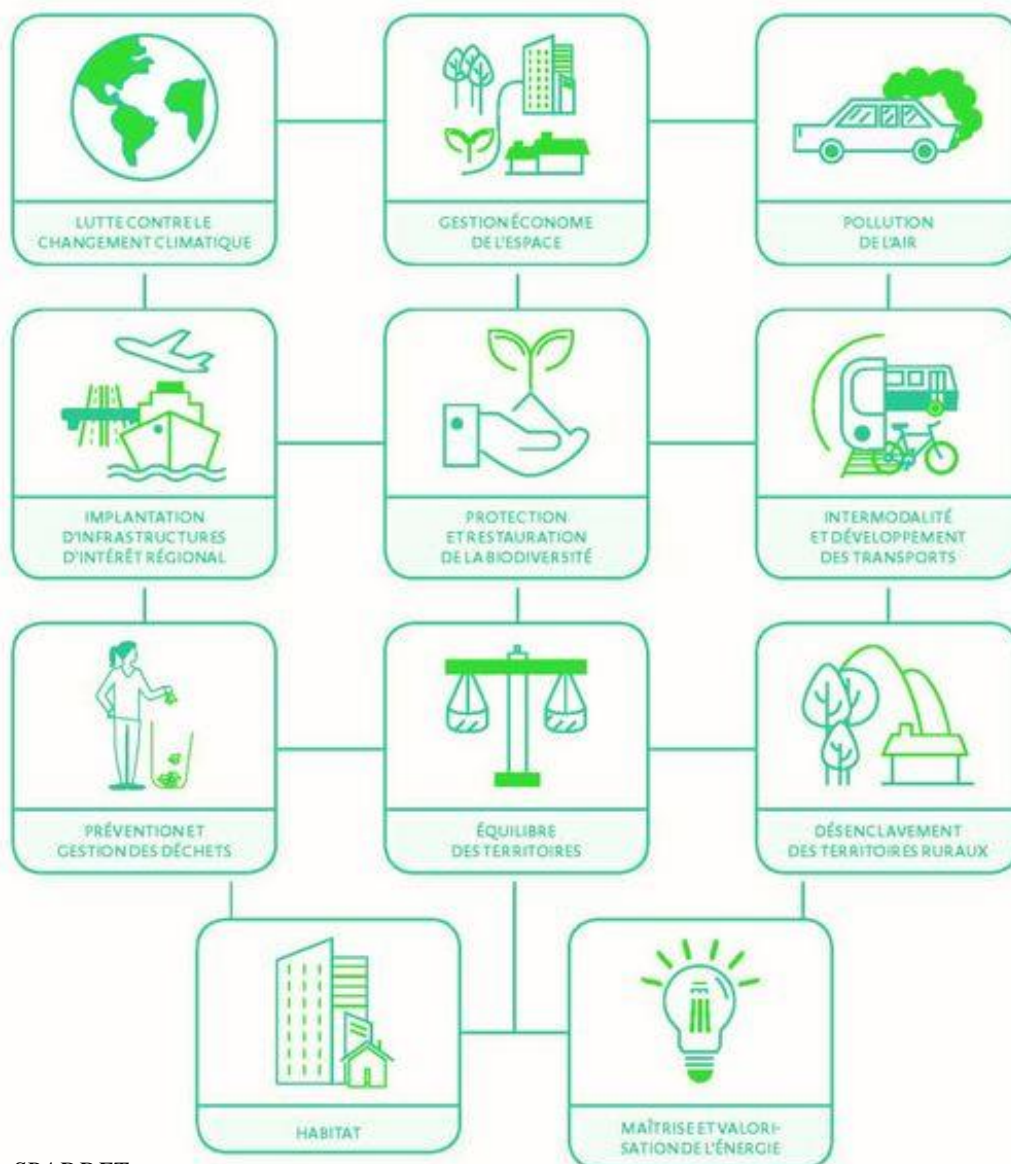 LUTTE CONTRE LE
CHANGEMENT CLIMATIQUE
GESTION ÉCONOME
DE L'ESPACE
POLLUTION
DE L'AIR
IMPLANTATION
D'INFRASTRUCTURES
D'INTÉRÊT RÉGIONAL
PROTECTION
ET RESTAURATION
DE LA BIODIVERSITÉ
INTERMODALITÉ
ET DÉVELOPPEMENT
DES TRANSPORTS
PRÉVENTION ET
GESTION DES DÉCHETS
ÉQUILIBRE
DES TERRITOIRES
DÉSENCLAVEMENT
DES TERRITOIRES RURAUX
HABITAT
MAÎTRISE ET VALORI-
SATION DE L'ÉNERGIE